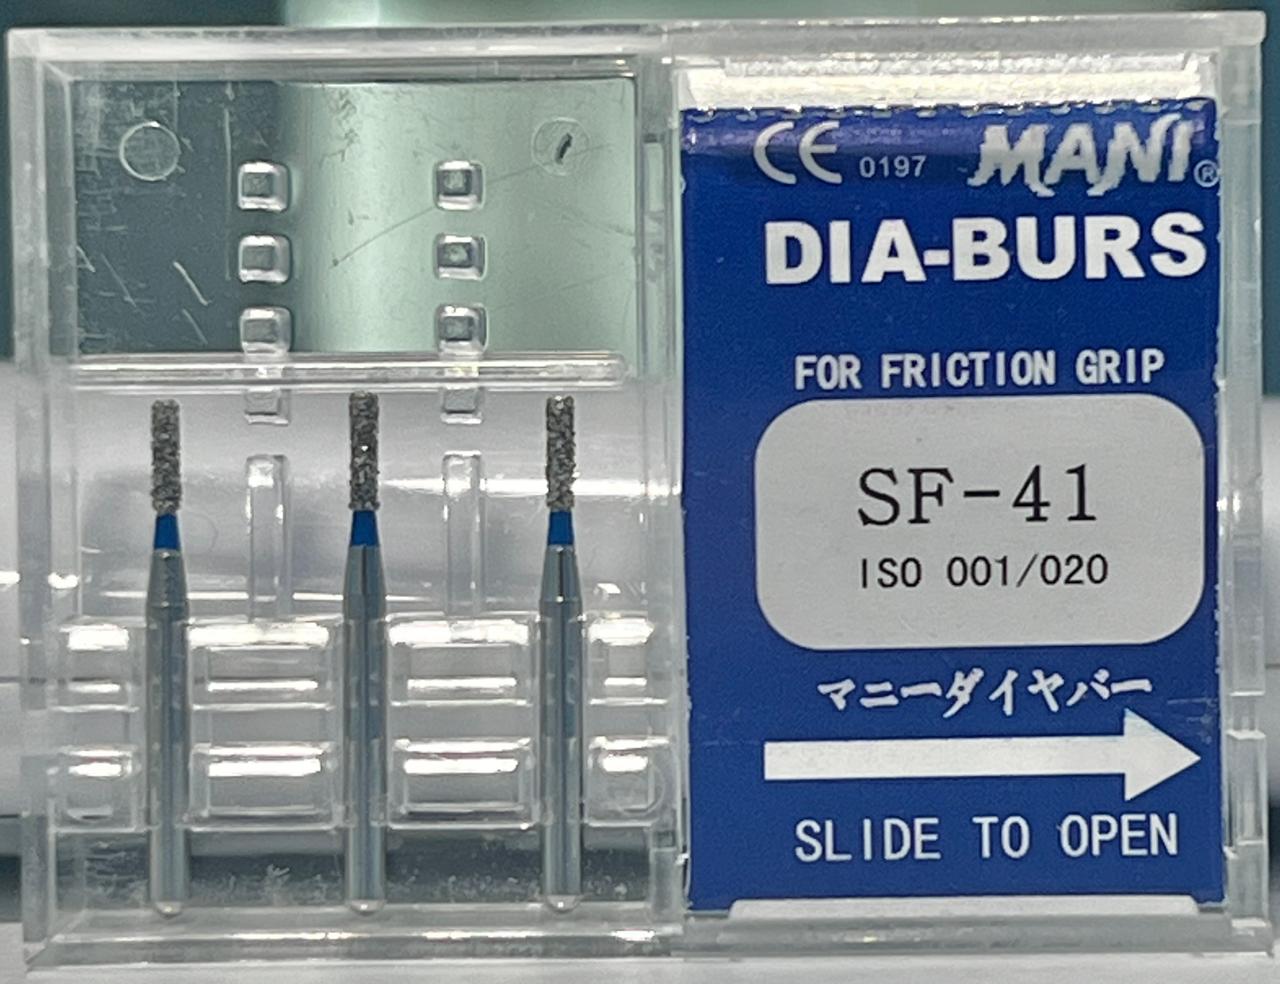 CE 0197 MANI®
DIA-BURS
FOR FRICTION GRIP
SF-41
ISO 001/020
マニーダイヤバー
SLIDE TO OPEN